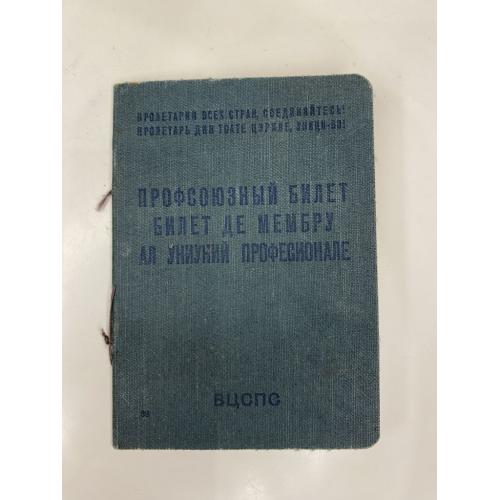 ПРОЛЕТАРИИ ВСЕХ СТРАН, СОЕДИНЯЙТЕСЬ!
ПРОЛЕТАРЬ ДИН ТОАТЕ ЦЭРИЛЕ, УНИЦИ-ВЭ!
ПРОФСОЮЗНЫЙ БИЛЕТ
БИЛЕТ ДЕ МЕМБРУ
АЛ УНИУНИЙ ПРОФЕСИОНАЛЕ
ВЦСПС